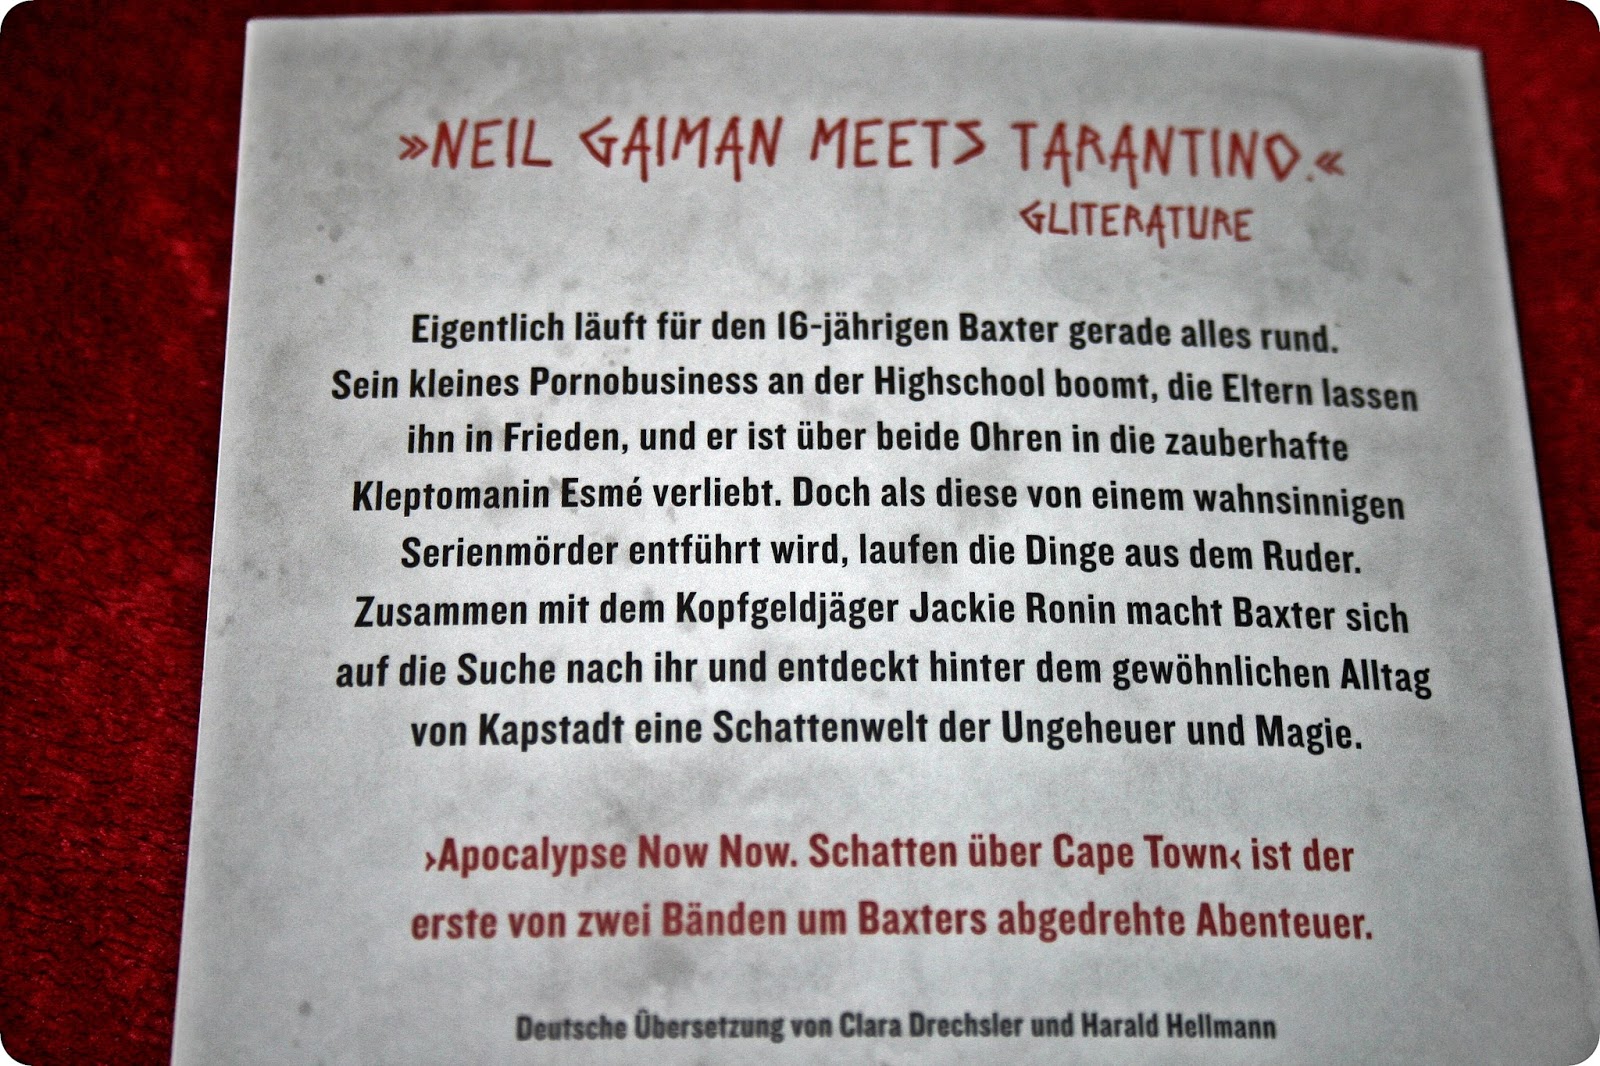 »NEIL GAIMAN MEETS TARANTINO.«
GLITERATURE
Eigentlich läuft für den 16-jährigen Baxter gerade alles rund.
Sein kleines Pornobusiness an der Highschool boomt, die Eltern lassen
ihn in Frieden, und er ist über beide Ohren in die zauberhafte
Kleptomanin Esmé verliebt. Doch als diese von einem wahnsinnigen
Serienmörder entführt wird, laufen die Dinge aus dem Ruder.
Zusammen mit dem Kopfgeldjäger Jackie Ronin macht Baxter sich
auf die Suche nach ihr und entdeckt hinter dem gewöhnlichen Alltag
von Kapstadt eine Schattenwelt der Ungeheuer und Magie.
›Apocalypse Now Now. Schatten über Cape Town‹ ist der
erste von zwei Bänden um Baxters abgedrehte Abenteuer.
Deutsche Übersetzung von Clara Drechsler und Harald Hellmann